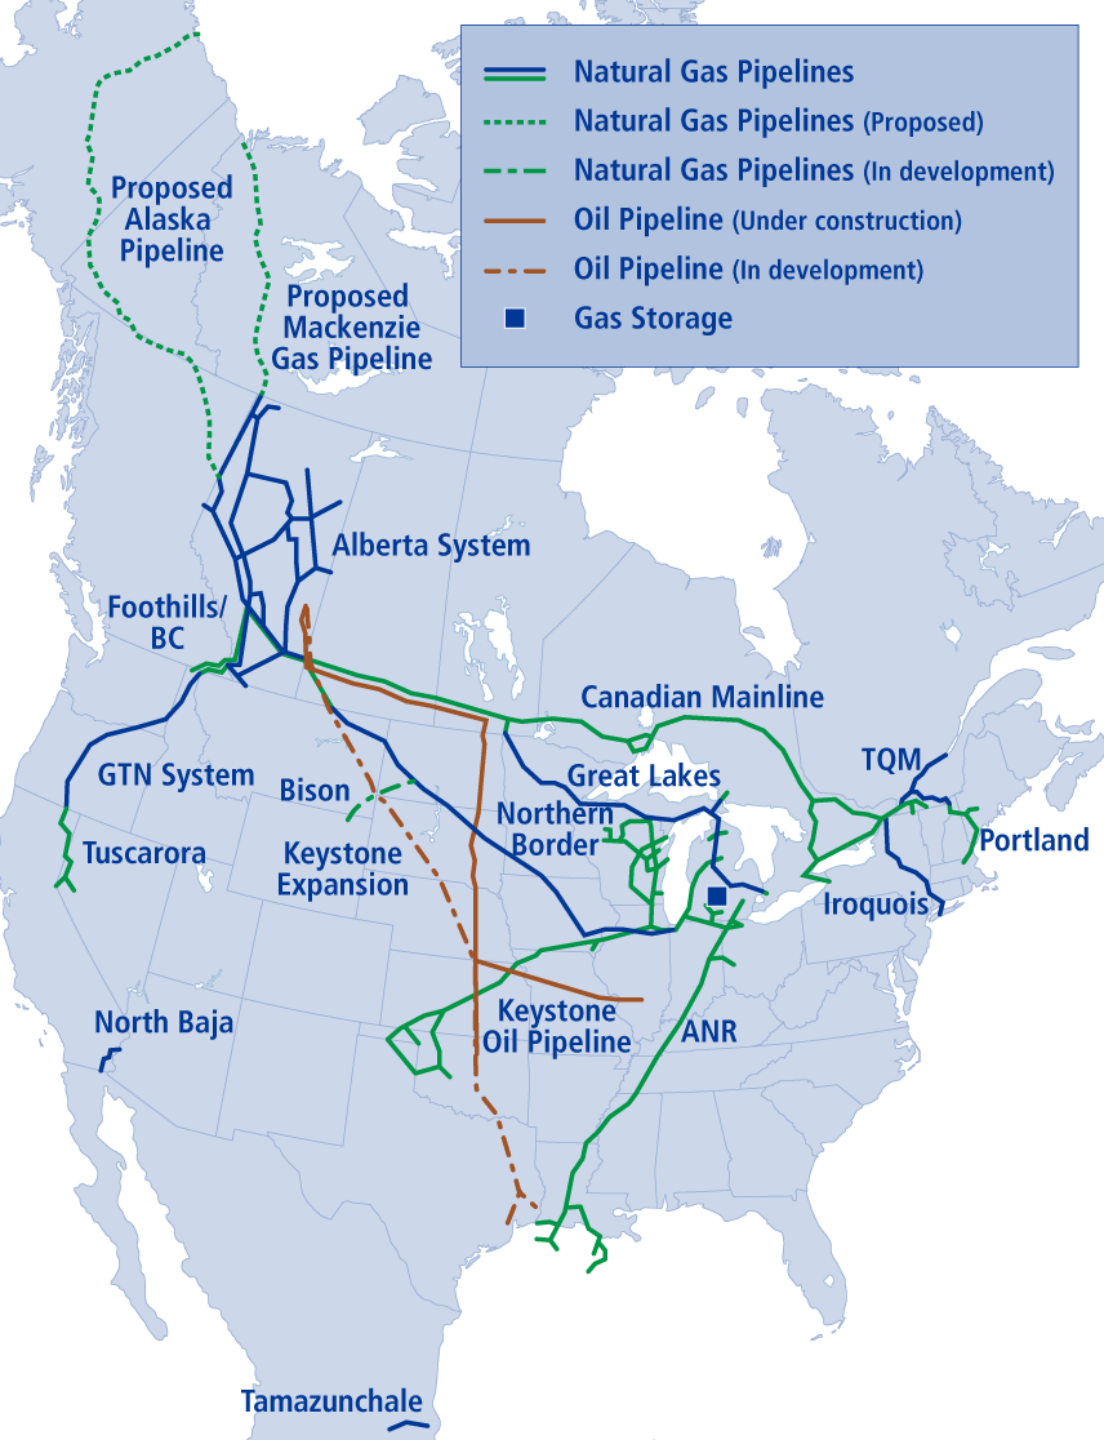 Natural Gas Pipelines
Natural Gas Pipelines (Proposed)
Natural Gas Pipelines (In development)
Oil Pipeline (Under construction)
Oil Pipeline (In development)
Gas Storage
Proposed
Alaska
Pipeline
Proposed
Mackenzie
Gas Pipeline
Alberta System
Foothills/
BC
Canadian Mainline
TQM
GTN System
Great Lakes
Bison
Northern
Border
Portland
Tuscarora
Keystone
Expansion
Iroquois
North Baja
Keystone
Oil Pipeline
ANR
Tamazunchale